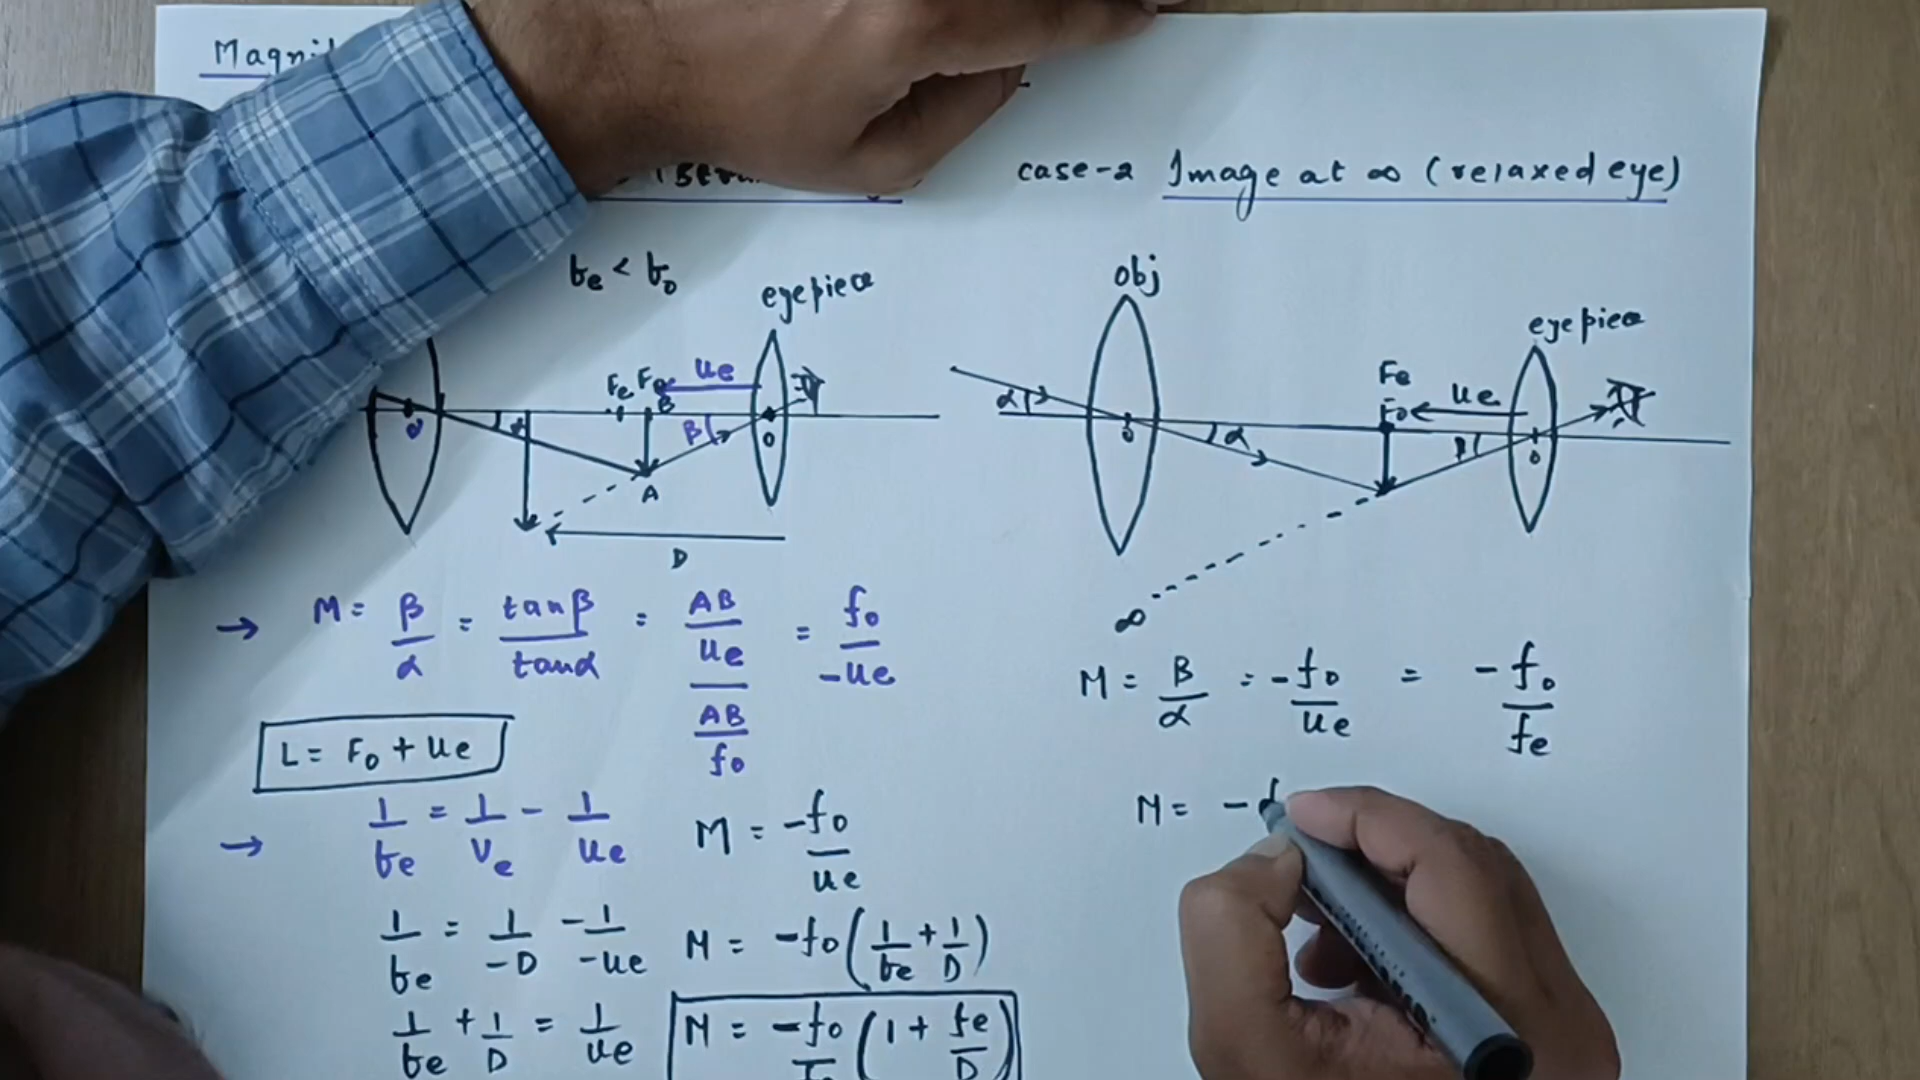 case-2 Image at ∞ (relaxed eye)
fe < fo
eyepiece
Fe Fo ue
B
β
o
A
D
→ M = β/α = tanβ/tanα = (AB/ue)/(AB/fo) = fo/-ue
L = Fo + ue
→ 1/fe = 1/Ve - 1/ue
M = -fo/ue
1/fe = 1/-D - 1/-ue
M = -fo(1/fe + 1/D)
1/fe + 1/D = 1/ue
M = -fo/fe (1 + fe/D)
obj
eyepiece
Fe
Fo ue
α
o
α
β
o
∞
M = β/α = -fo/ue = -fo/fe
M = -